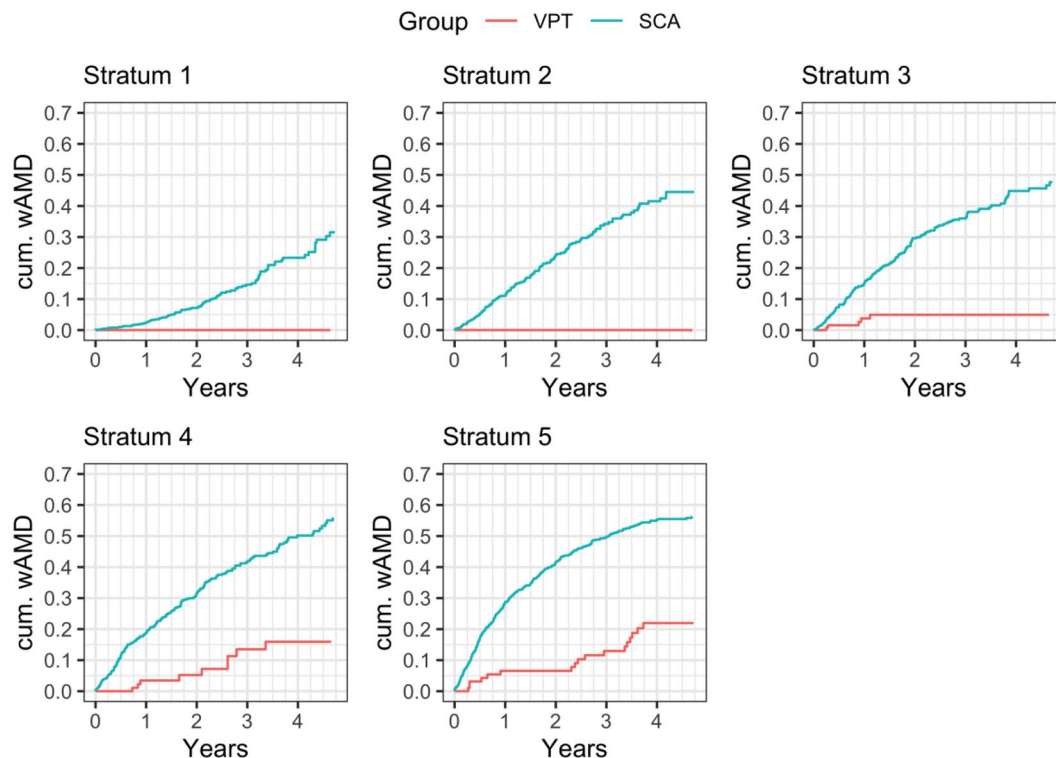 Group VPT SCA
Stratum 1
Stratum 2
Stratum 3
cum. wAMD
0.7
0.6
0.5
0.4
0.3
0.2
0.1
0.0
0 1 2 3 4
Years
cum. wAMD
0.7
0.6
0.5
0.4
0.3
0.2
0.1
0.0
0 1 2 3 4
Years
cum. wAMD
0.7
0.6
0.5
0.4
0.3
0.2
0.1
0.0
0 1 2 3 4
Years
Stratum 4
Stratum 5
cum. wAMD
0.7
0.6
0.5
0.4
0.3
0.2
0.1
0.0
0 1 2 3 4
Years
cum. wAMD
0.7
0.6
0.5
0.4
0.3
0.2
0.1
0.0
0 1 2 3 4
Years